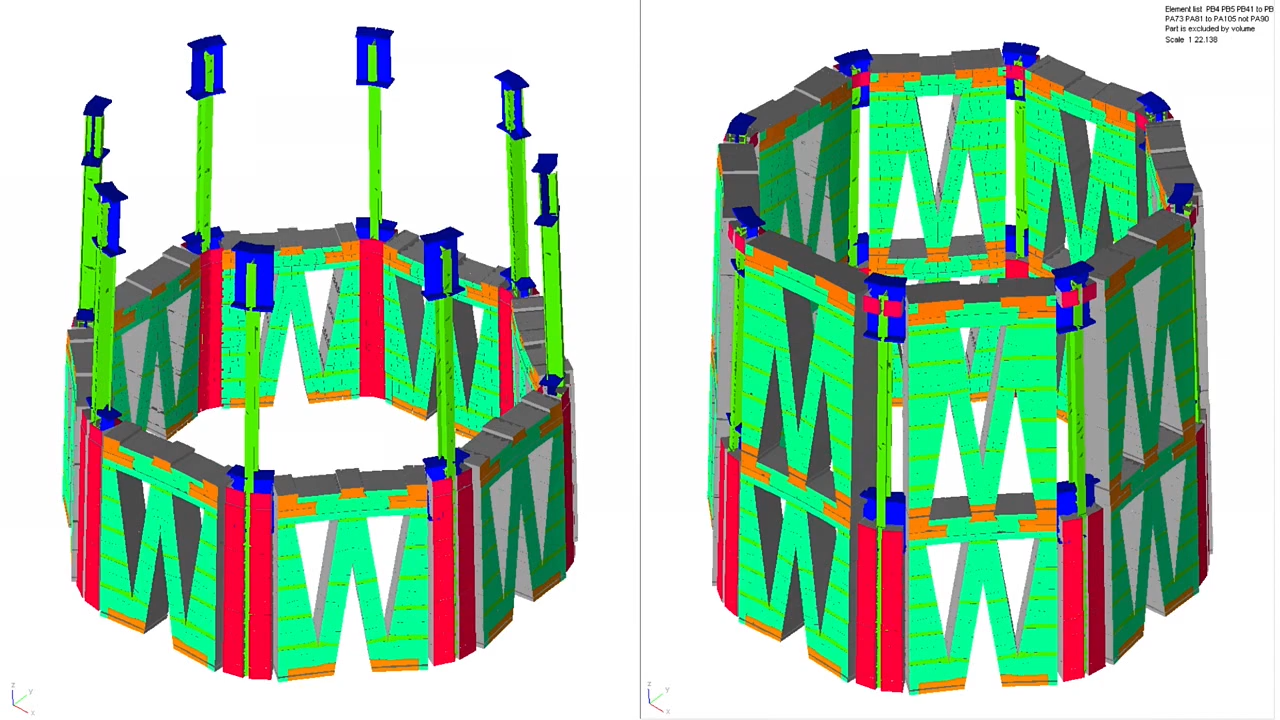 Element list PB4 PB5 PB41 to PB
PA73 PA81 to PA105 not PA90
Part is excluded by volume
Scale 1 22.138
z
y
x
z
y
x